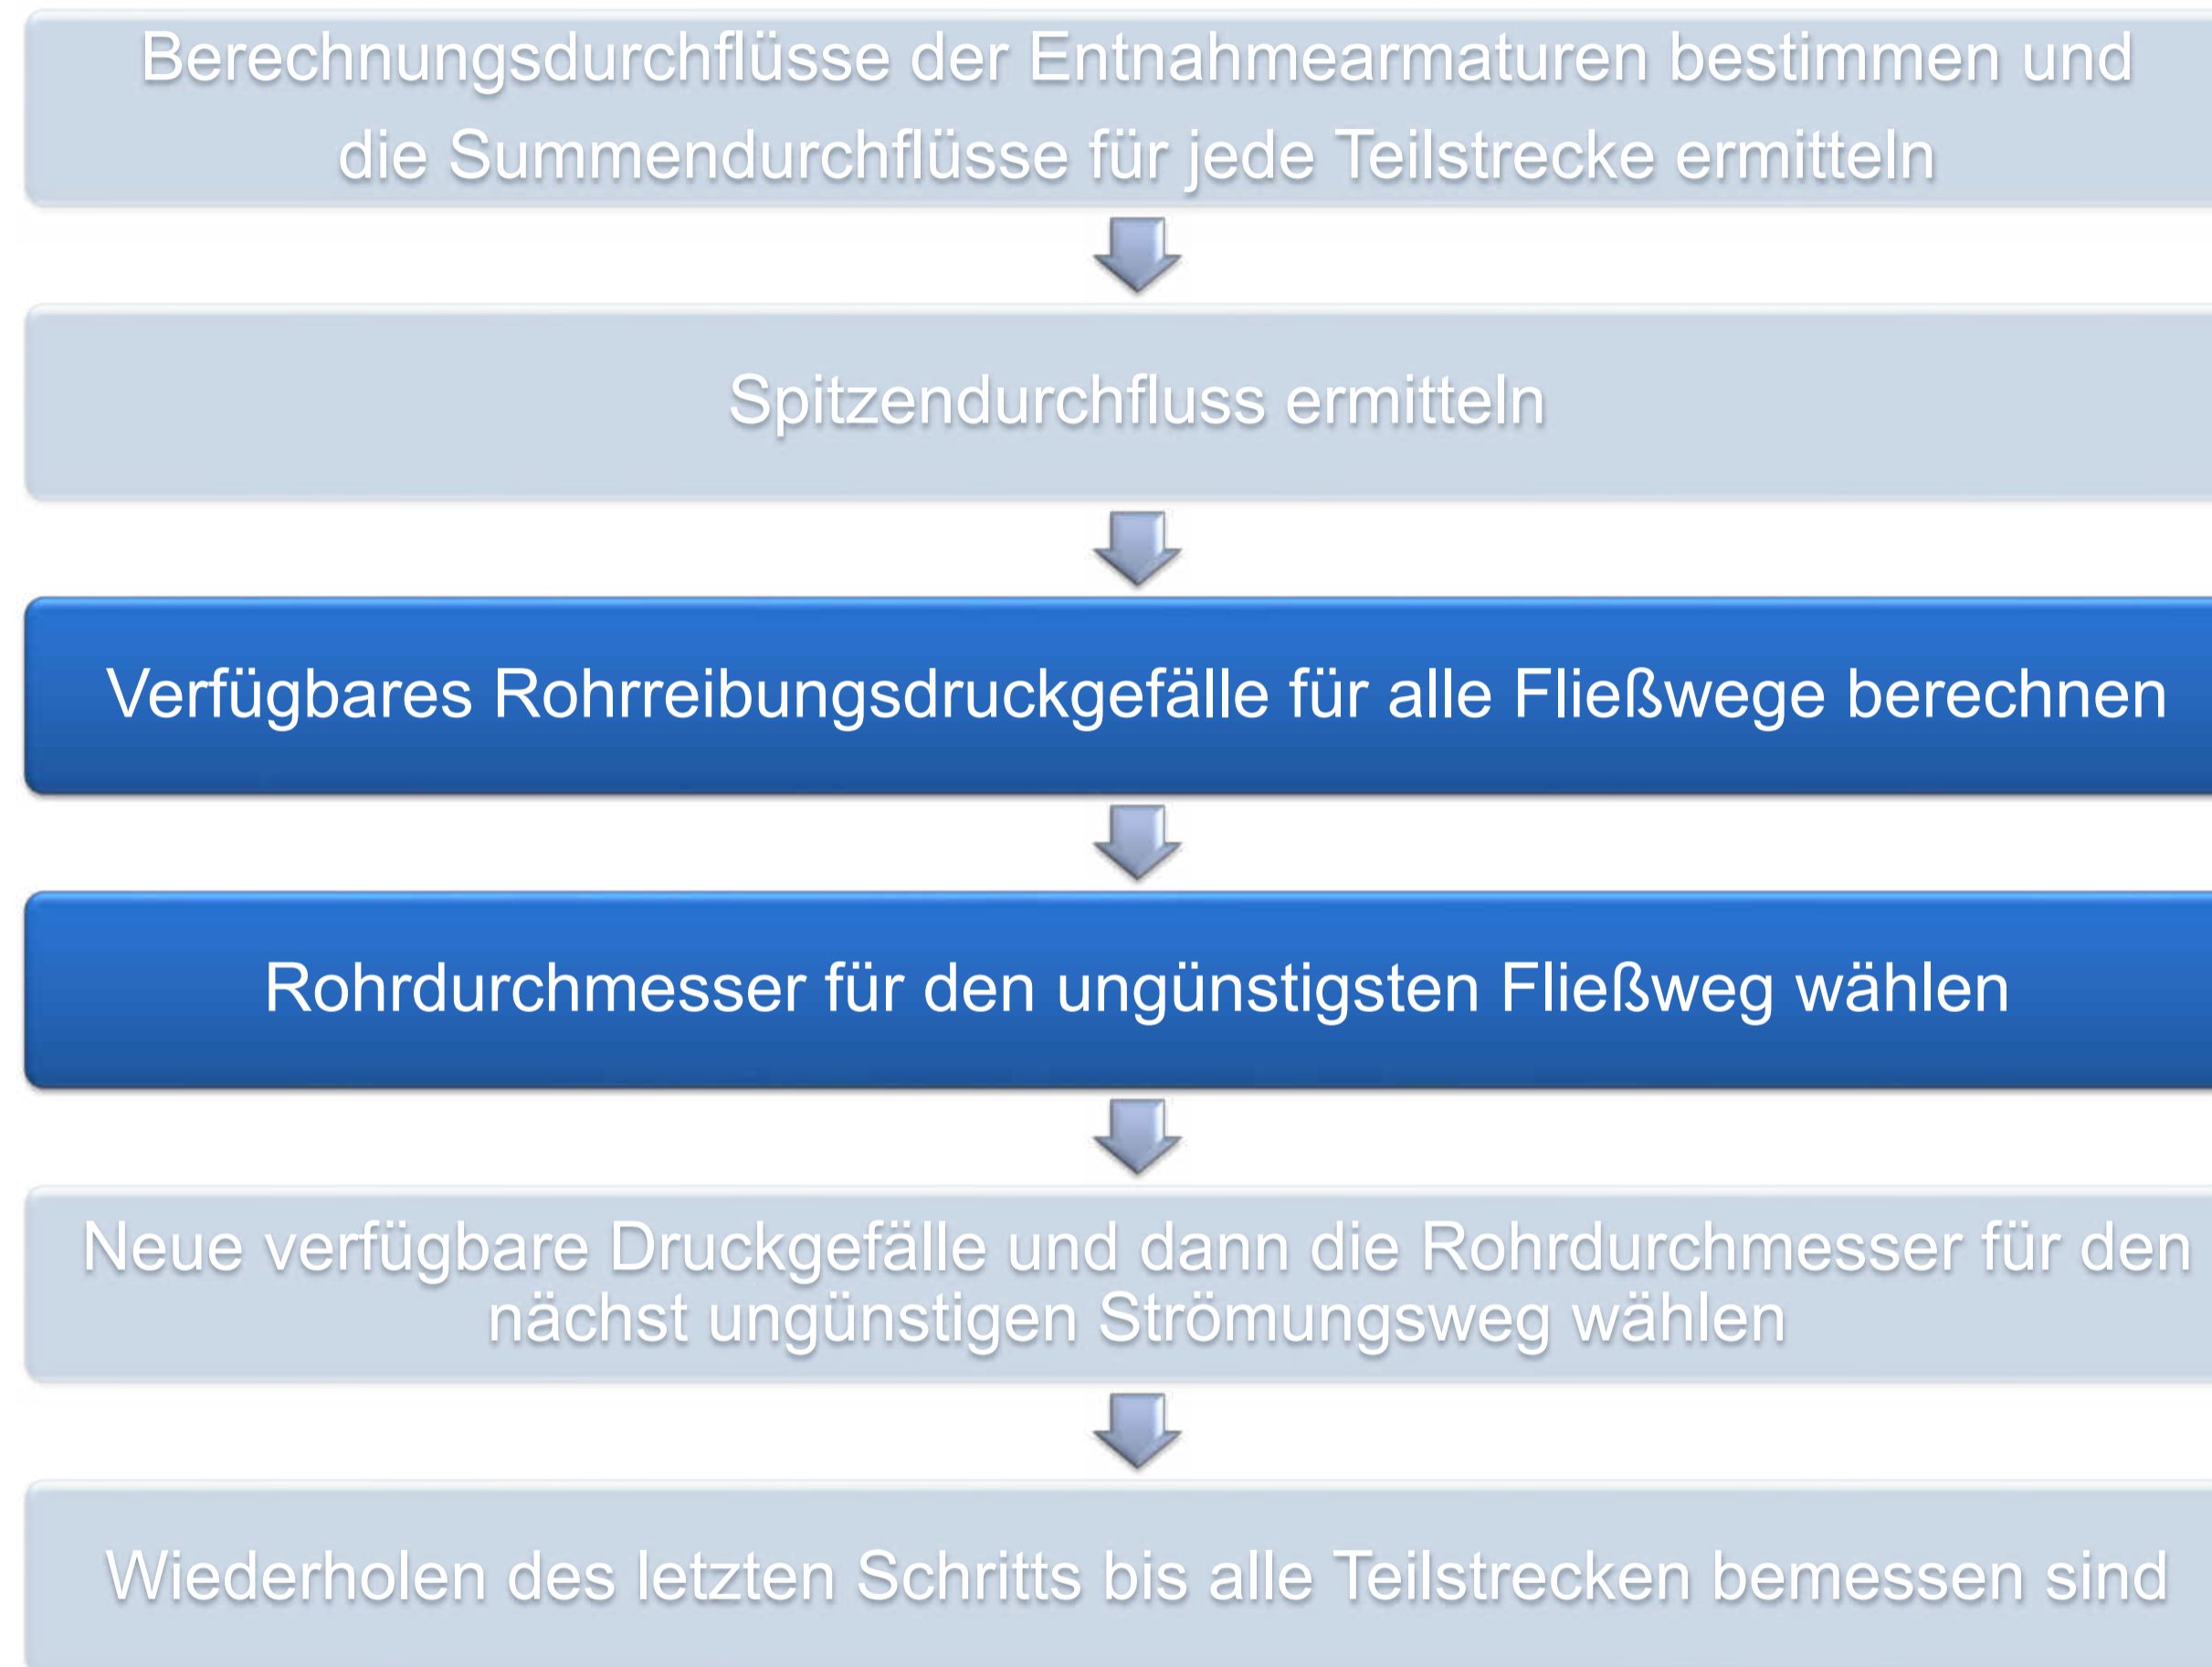 Berechnungsdurchflüsse der Entnahmearmaturen bestimmen und
die Summendurchflüsse für jede Teilstrecke ermitteln
Spitzendurchfluss ermitteln
Verfügbares Rohrreibungsdruckgefälle für alle Fließwege berechnen
Rohrdurchmesser für den ungünstigsten Fließweg wählen
Neue verfügbare Druckgefälle und dann die Rohrdurchmesser für den
nächst ungünstigen Strömungsweg wählen
Wiederholen des letzten Schritts bis alle Teilstrecken bemessen sind